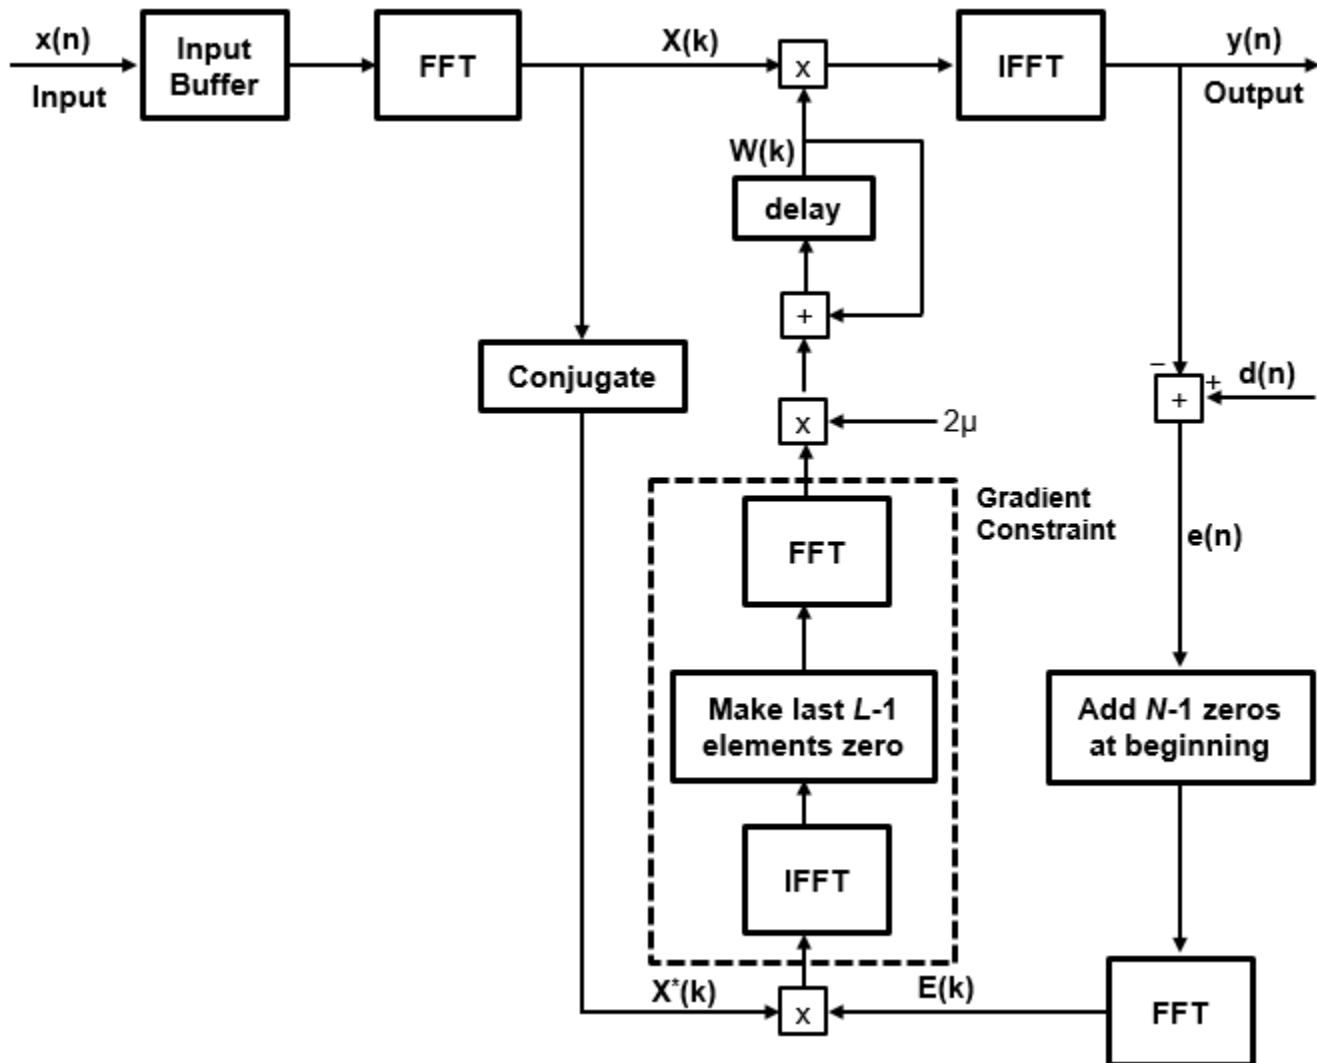 x(n)
Input
Input
Buffer
FFT
X(k)
x
IFFT
y(n)
Output
W(k)
delay
+
Conjugate
x
2μ
−
+
d(n)
+
Gradient
Constraint
FFT
e(n)
Make last L-1
elements zero
Add N-1 zeros
at beginning
IFFT
X*(k)
x
E(k)
FFT